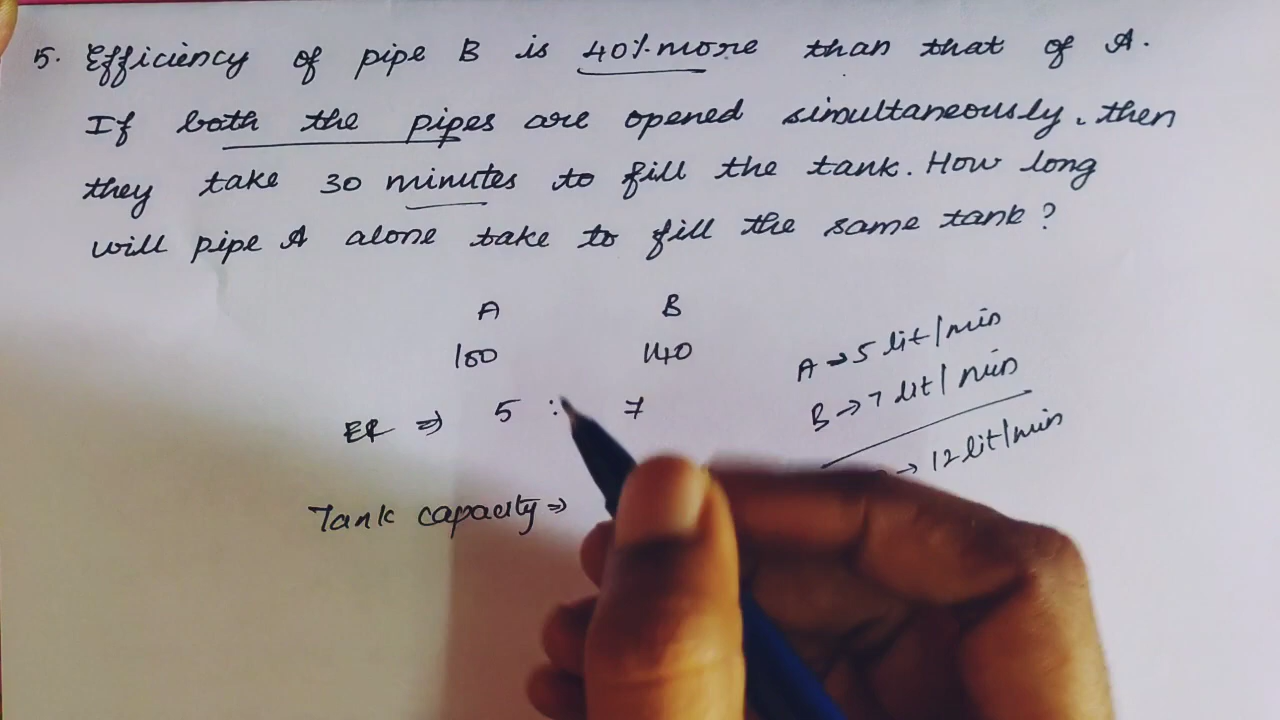 5. Efficiency of pipe B is 40% more than that of A.
If both the pipes are opened simultaneously, then
they take 30 minutes to fill the tank. How long
will pipe A alone take to fill the same tank?
A B
100 140
ER ⇒ 5 : 7
A → 5 lit/min
B → 7 lit/min
→ 12 lit/min
Tank capacity ⇒